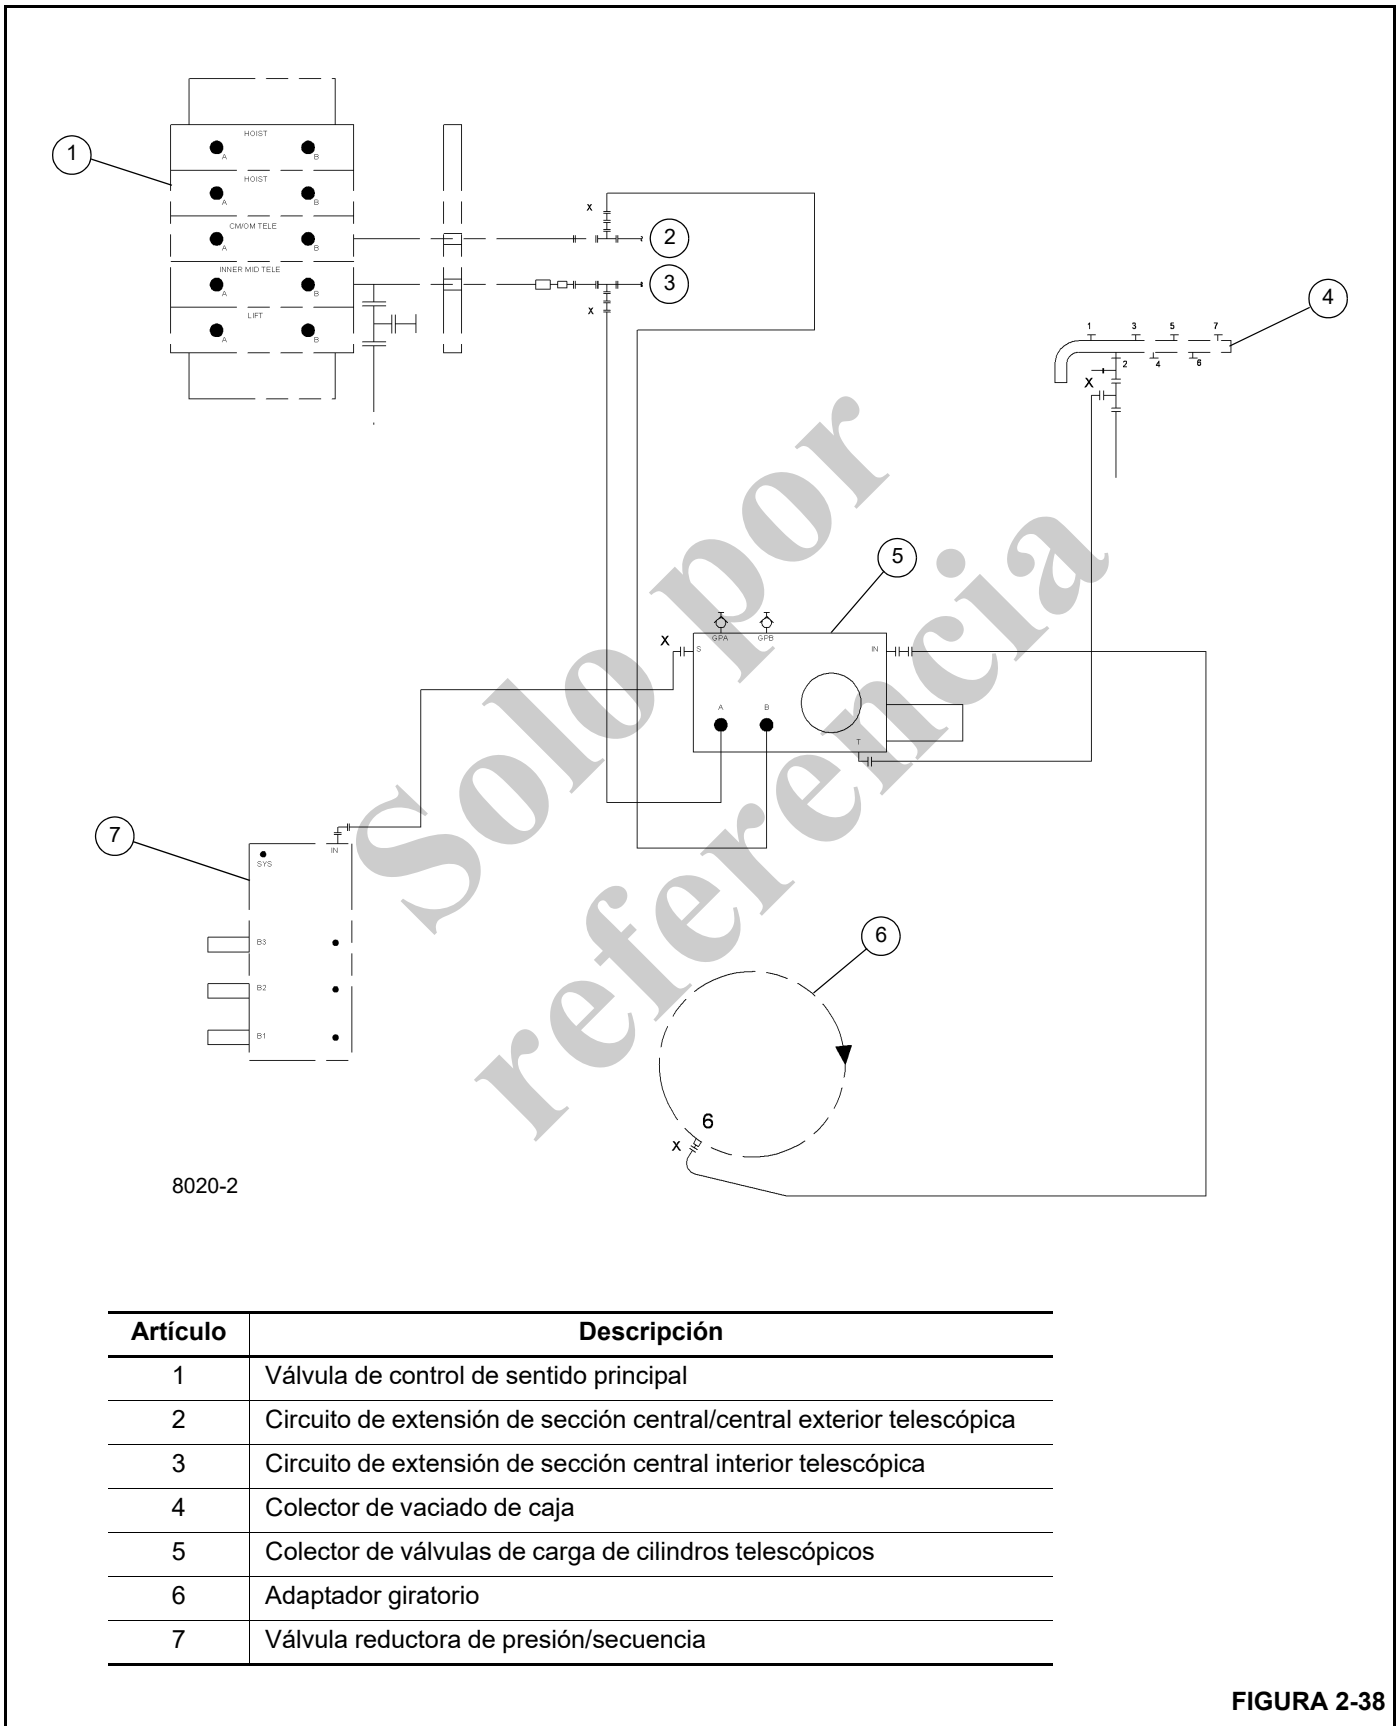 HOIST
A B
HOIST
A B
CM/OM TELE
A B
INNER MID TELE
A B
LIFT
A B
1
X
2
3
X
4
1 3 5 7
2 4 6
X
5
X
S
GPA
GPB
IN
A
B
T
7
SYS
IN
B3
B2
B1
6
6
X
8020-2
Solo por
referencia
Artículo Descripción
1 Válvula de control de sentido principal
2 Circuito de extensión de sección central/central exterior telescópica
3 Circuito de extensión de sección central interior telescópica
4 Colector de vaciado de caja
5 Colector de válvulas de carga de cilindros telescópicos
6 Adaptador giratorio
7 Válvula reductora de presión/secuencia
FIGURA 2-38